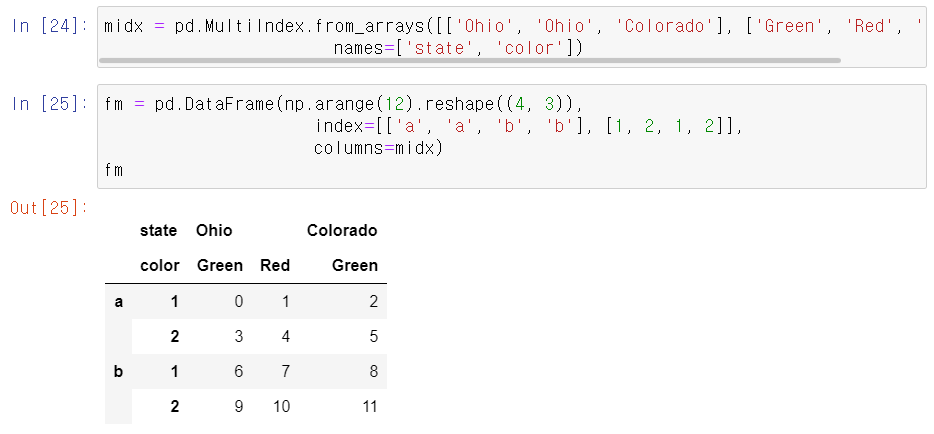 In [24]: midx = pd.MultiIndex.from_arrays([['Ohio', 'Ohio', 'Colorado'], ['Green', 'Red', '
names=['state', 'color'])
In [25]: fm = pd.DataFrame(np.arange(12).reshape((4, 3)),
index=[['a', 'a', 'b', 'b'], [1, 2, 1, 2]],
columns=midx)
fm
Out[25]:
state Ohio Colorado
color Green Red Green
a 1 0 1 2
2 3 4 5
b 1 6 7 8
2 9 10 11